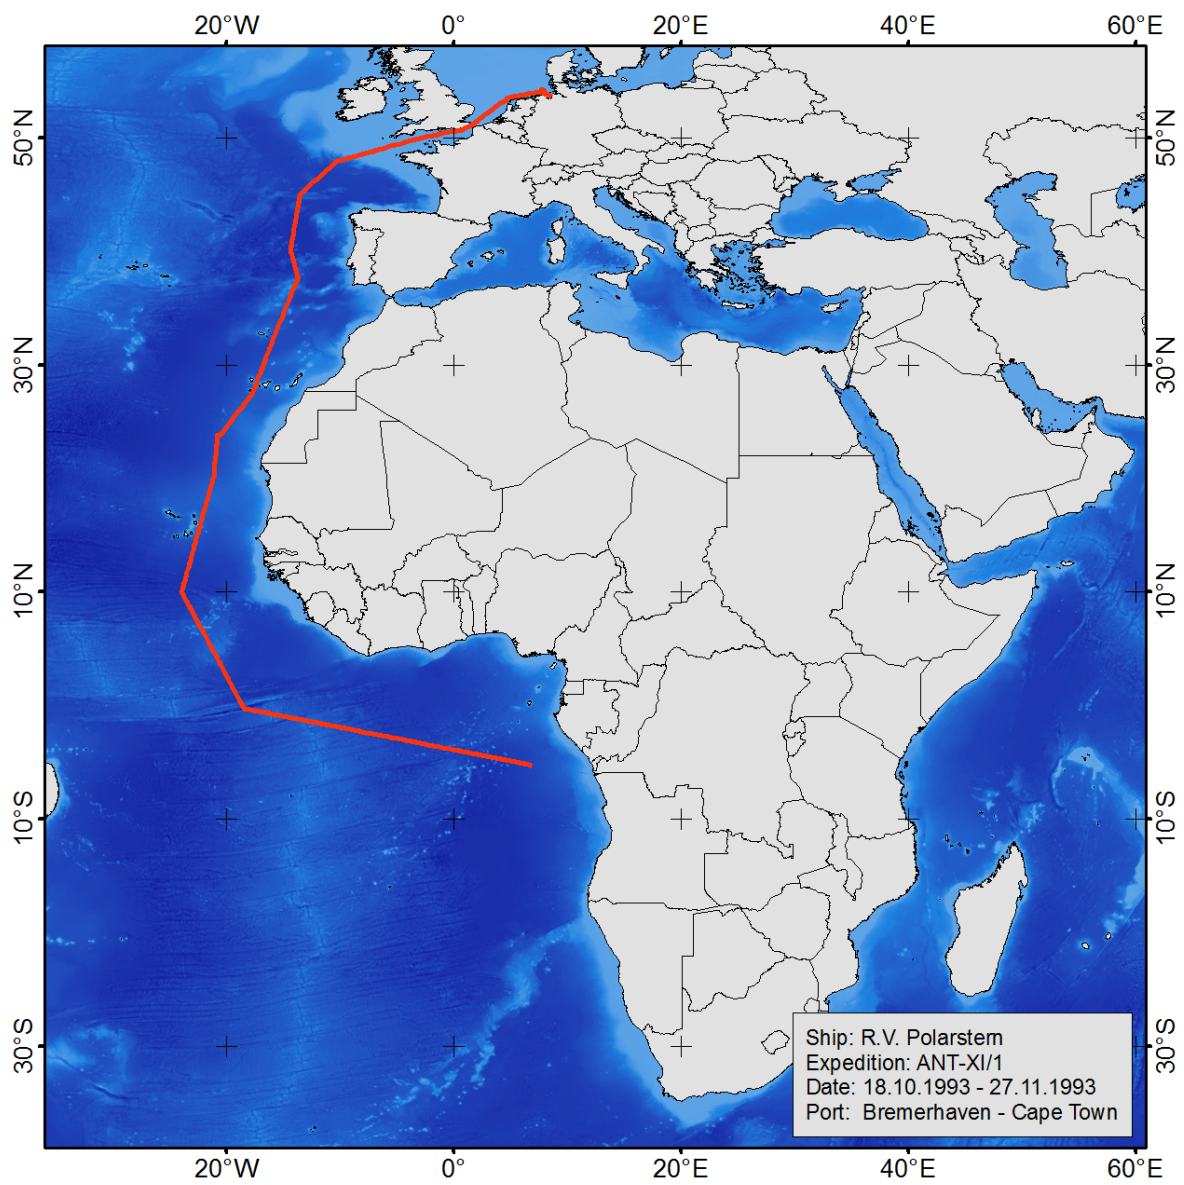 20°W 0° 20°E 40°E 60°E
50°N 50°N
30°N 30°N
10°N 10°N
10°S 10°S
30°S 30°S
Ship: R.V. Polarstern
Expedition: ANT-XI/1
Date: 18.10.1993 - 27.11.1993
Port: Bremerhaven - Cape Town
20°W 0° 20°E 40°E 60°E